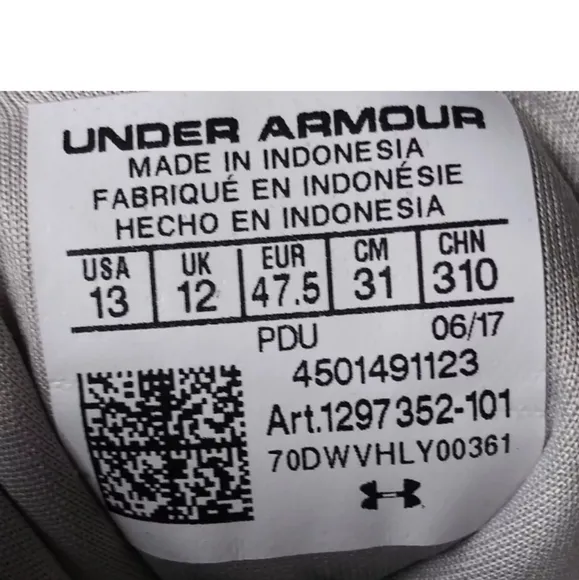 UNDER ARMOUR
MADE IN INDONESIA
FABRIQUÉ EN INDONÉSIE
HECHO EN INDONESIA
USA UK EUR CM CHN
13 12 47.5 31 310
PDU 06/17
4501491123
Art.1297352-101
70DWVHLY00361